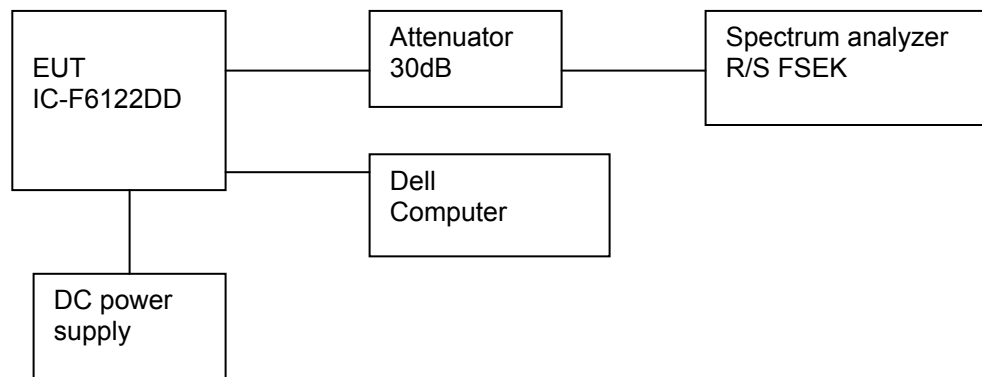 EUT
IC-F6122DD
Attenuator
30dB
Spectrum analyzer
R/S FSEK
Dell
Computer
DC power
supply